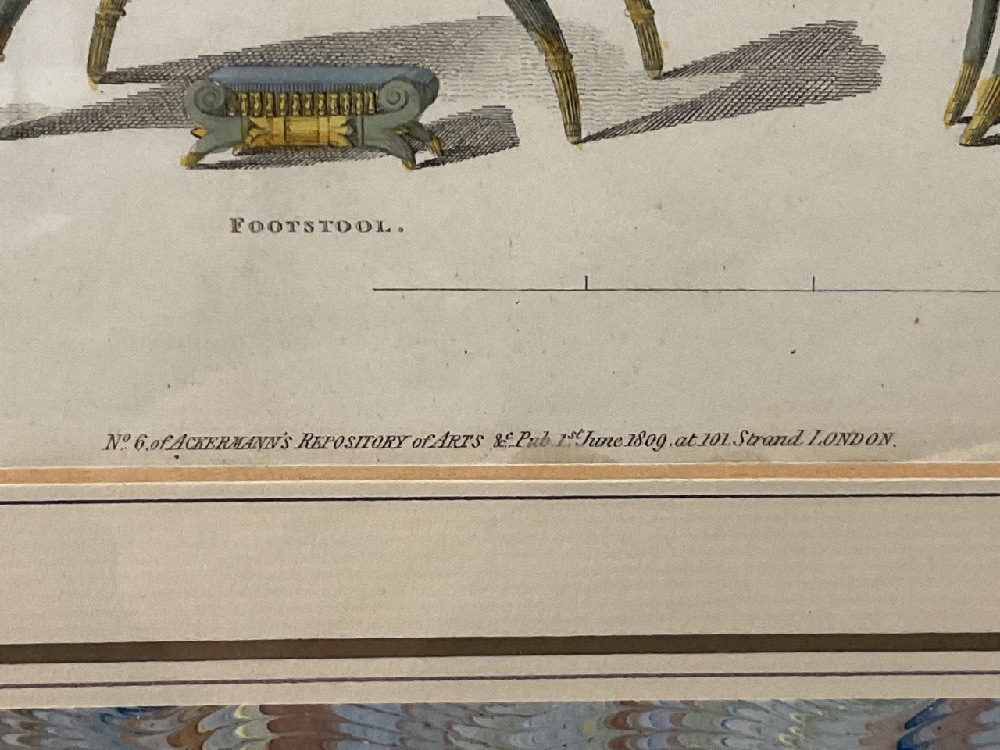 FOOTSTOOL.
No. 6, of ACKERMANN'S REPOSITORY of ARTS &c. Pub. 1st June 1809, at 101 Strand LONDON.